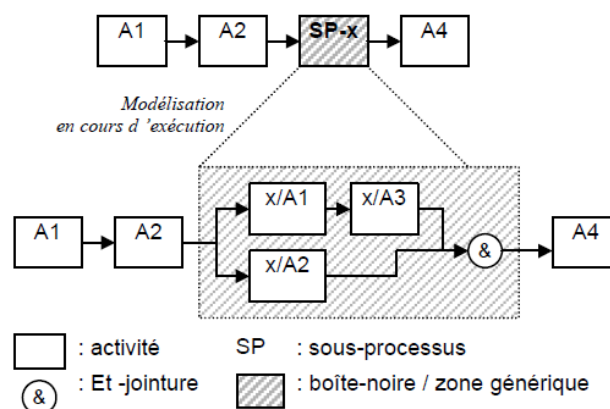 A1 A2 SP-x A4
Modélisation
en cours d 'exécution
x/A1 x/A3
A1 A2 A4
x/A2 &
: activité SP : sous-processus
& : Et -jointure : boîte-noire / zone générique